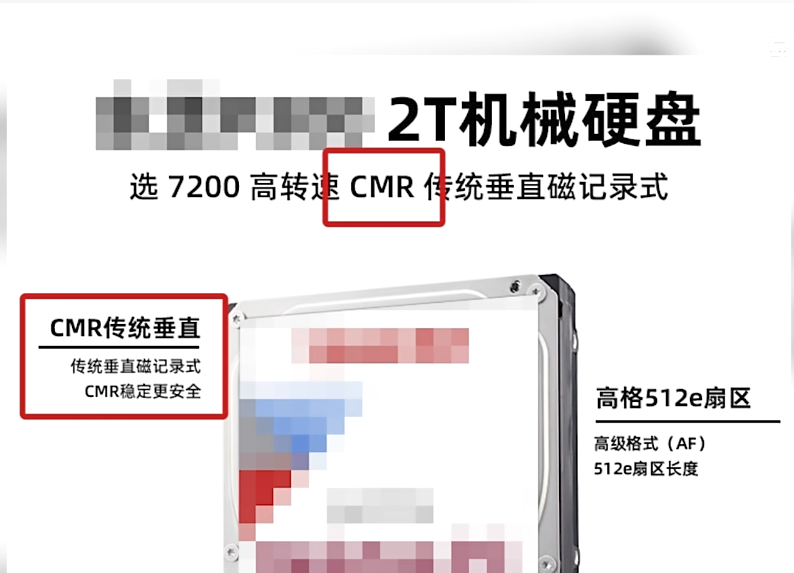 2T机械硬盘
选 7200 高转速 CMR 传统垂直磁记录式
CMR传统垂直
传统垂直磁记录式
CMR稳定更安全
高格512e扇区
高级格式（AF）
512e扇区长度